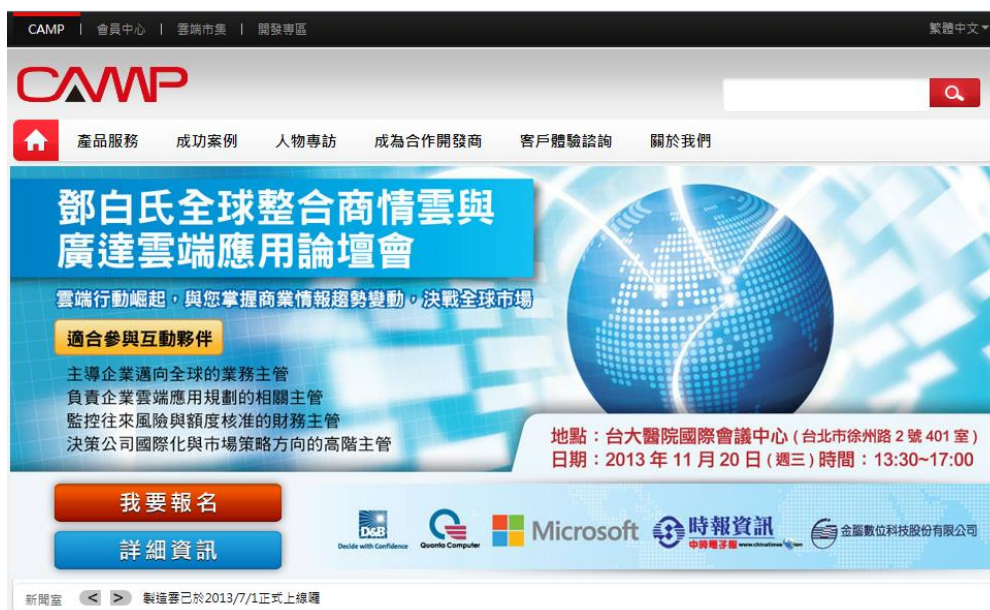 CAMP | 會員中心 | 雲端市集 | 開發專區 繁體中文
CAMP
產品服務 成功案例 人物專訪 成為合作開發商 客戶體驗諮詢 關於我們
鄧白氏全球整合商情雲與
廣達雲端應用論壇會
雲端行動崛起，與您掌握商業情報趨勢變動，決戰全球市場
適合參與互動夥伴
主導企業邁向全球的業務主管
負責企業雲端應用規劃的相關主管
監控往來風險與額度核准的財務主管
決策公司國際化與市場策略方向的高階主管
地點：台大醫院國際會議中心（台北市徐州路 2 號 401 室）
日期：2013 年 11 月 20 日（週三）時間：13:30~17:00
我要報名
詳細資訊
D&B
Decide with Confidence
Quanta Computer
Microsoft
時報資訊
中時電子報 www.chinatimes.com
金腦數位科技股份有限公司
新聞室 < > 製造雲已於2013/7/1正式上線囉